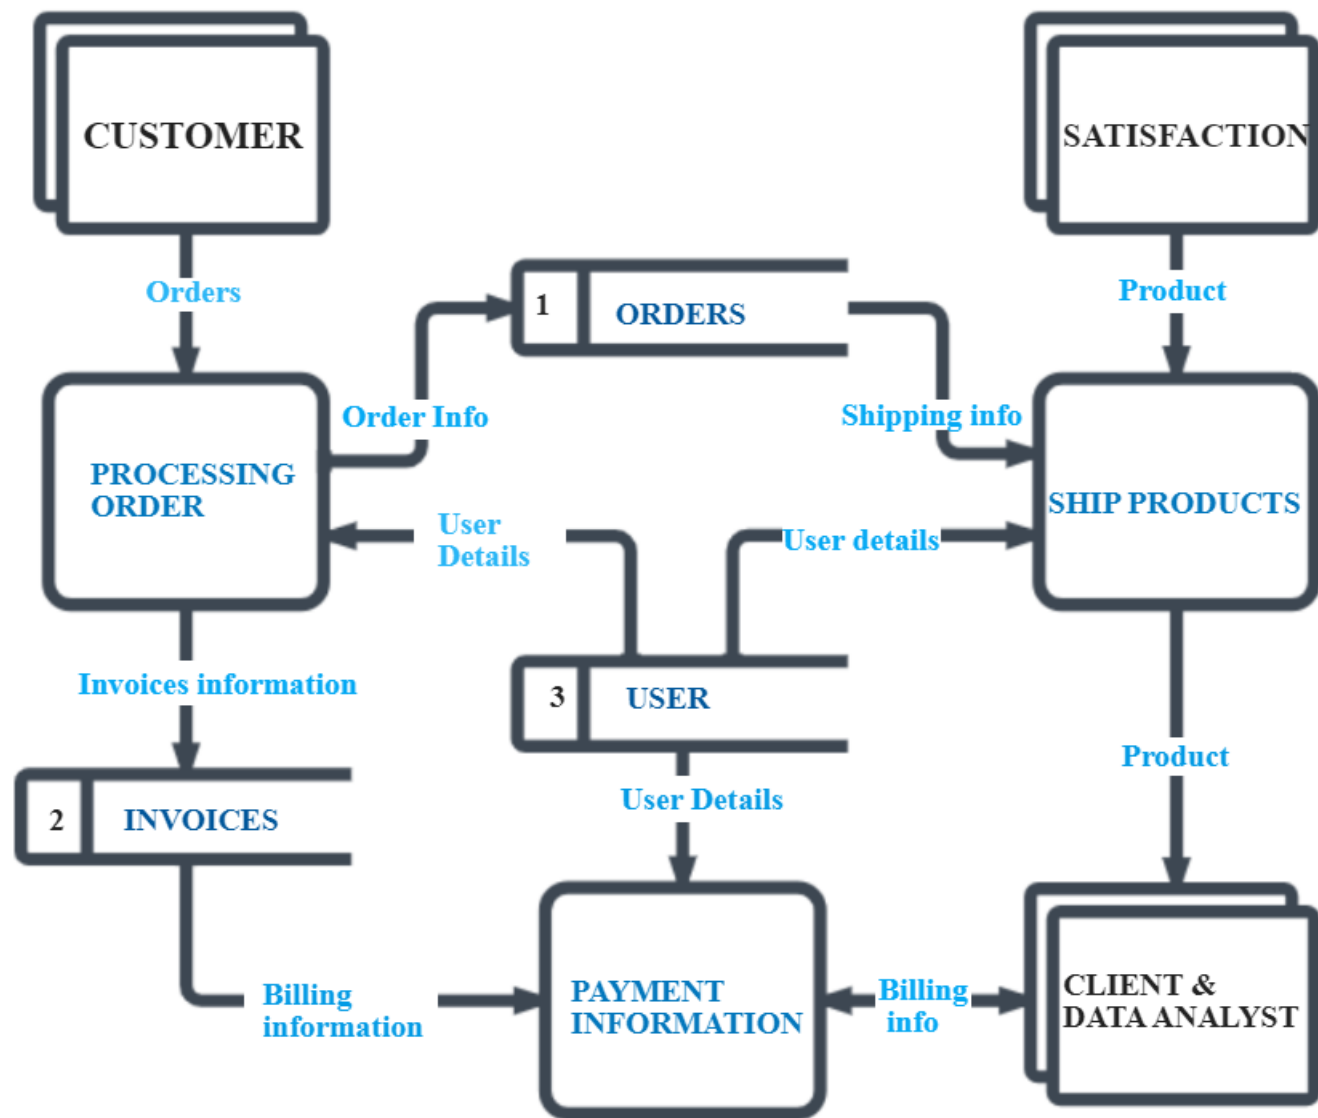 CUSTOMER
SATISFACTION
Orders
Product
1
ORDERS
Order Info
Shipping info
PROCESSING
ORDER
SHIP PRODUCTS
User
Details
User details
Invoices information
3
USER
Product
User Details
2
INVOICES
Billing
information
PAYMENT
INFORMATION
Billing
info
CLIENT &
DATA ANALYST